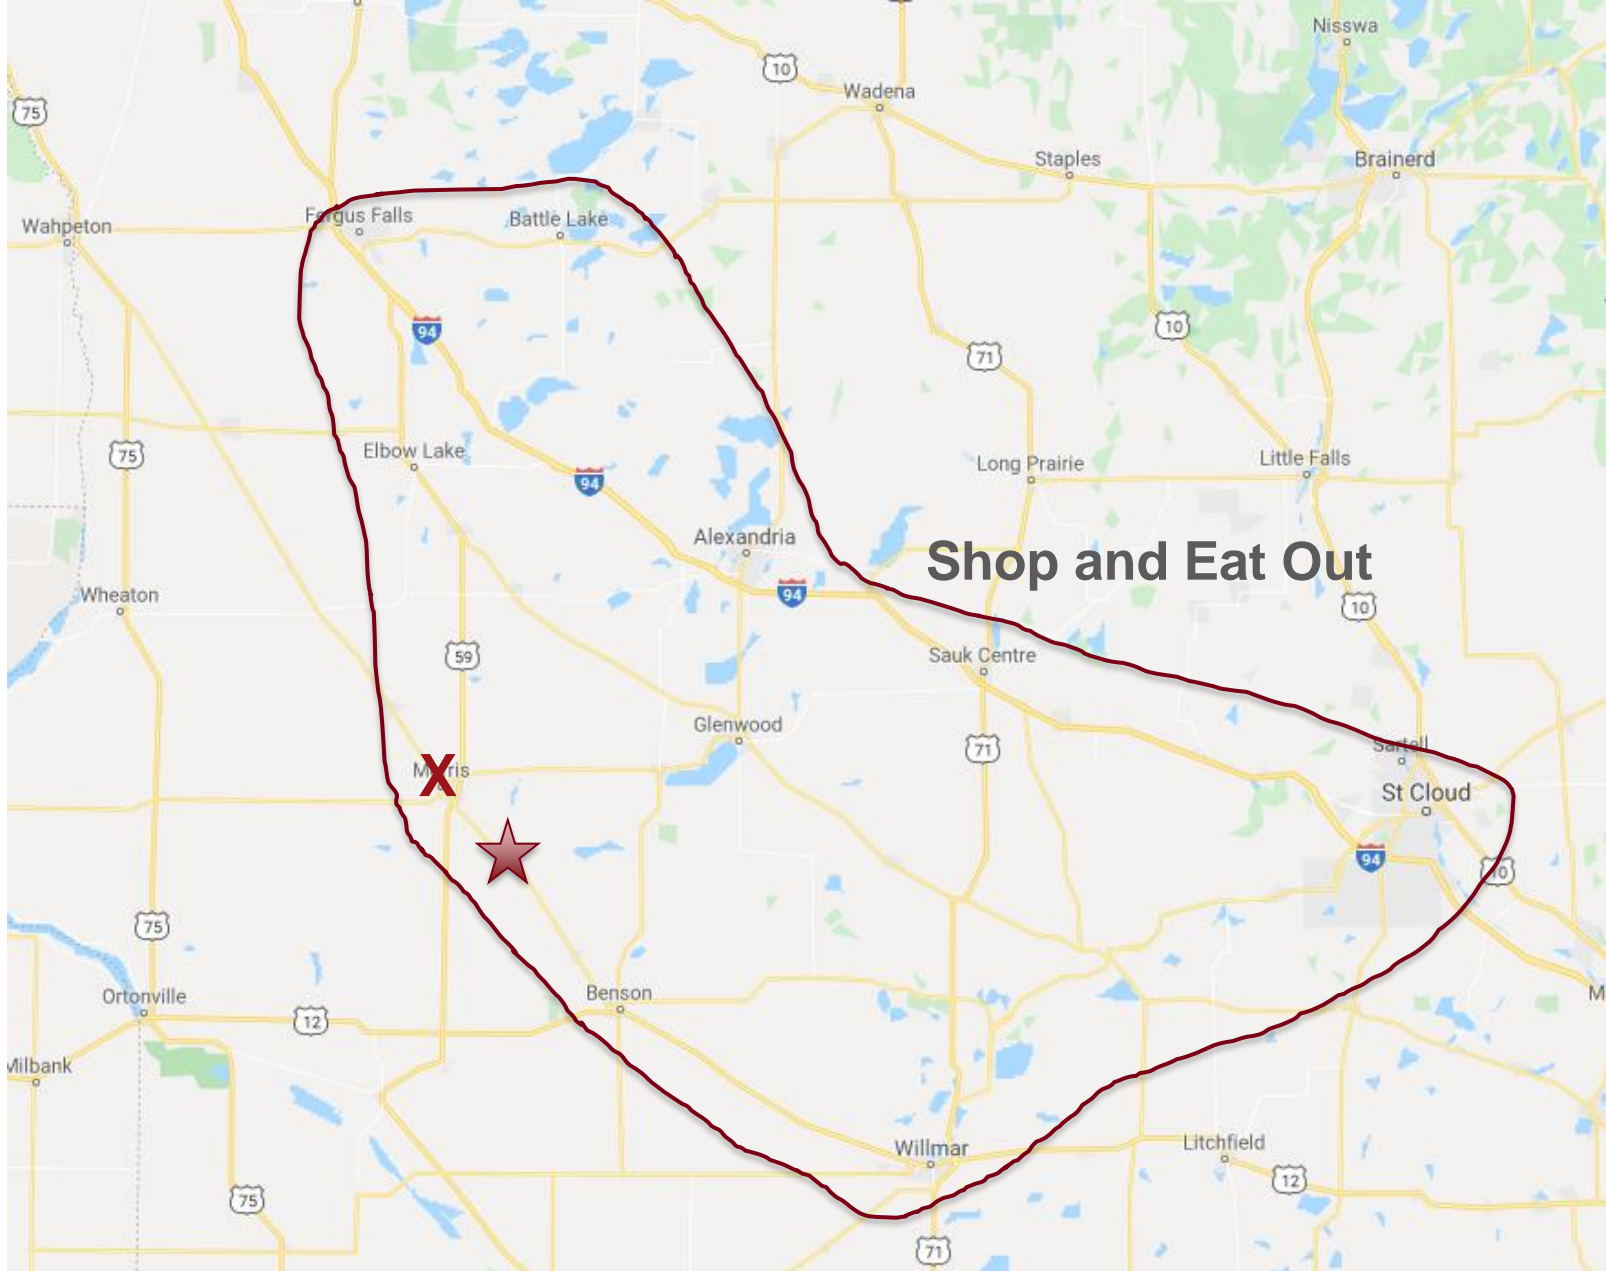 Nisswa
10
Wadena
75
Staples
Brainerd
Fergus Falls
Battle Lake
Wahpeton
10
94
71
Elbow Lake
75
Long Prairie
Little Falls
94
Alexandria
Shop and Eat Out
94
Wheaton
10
59
Sauk Centre
Glenwood
71
Sartell
X
Morris
St Cloud
94
10
75
Benson
Ortonville
M
12
Milbank
Willmar
Litchfield
12
75
71